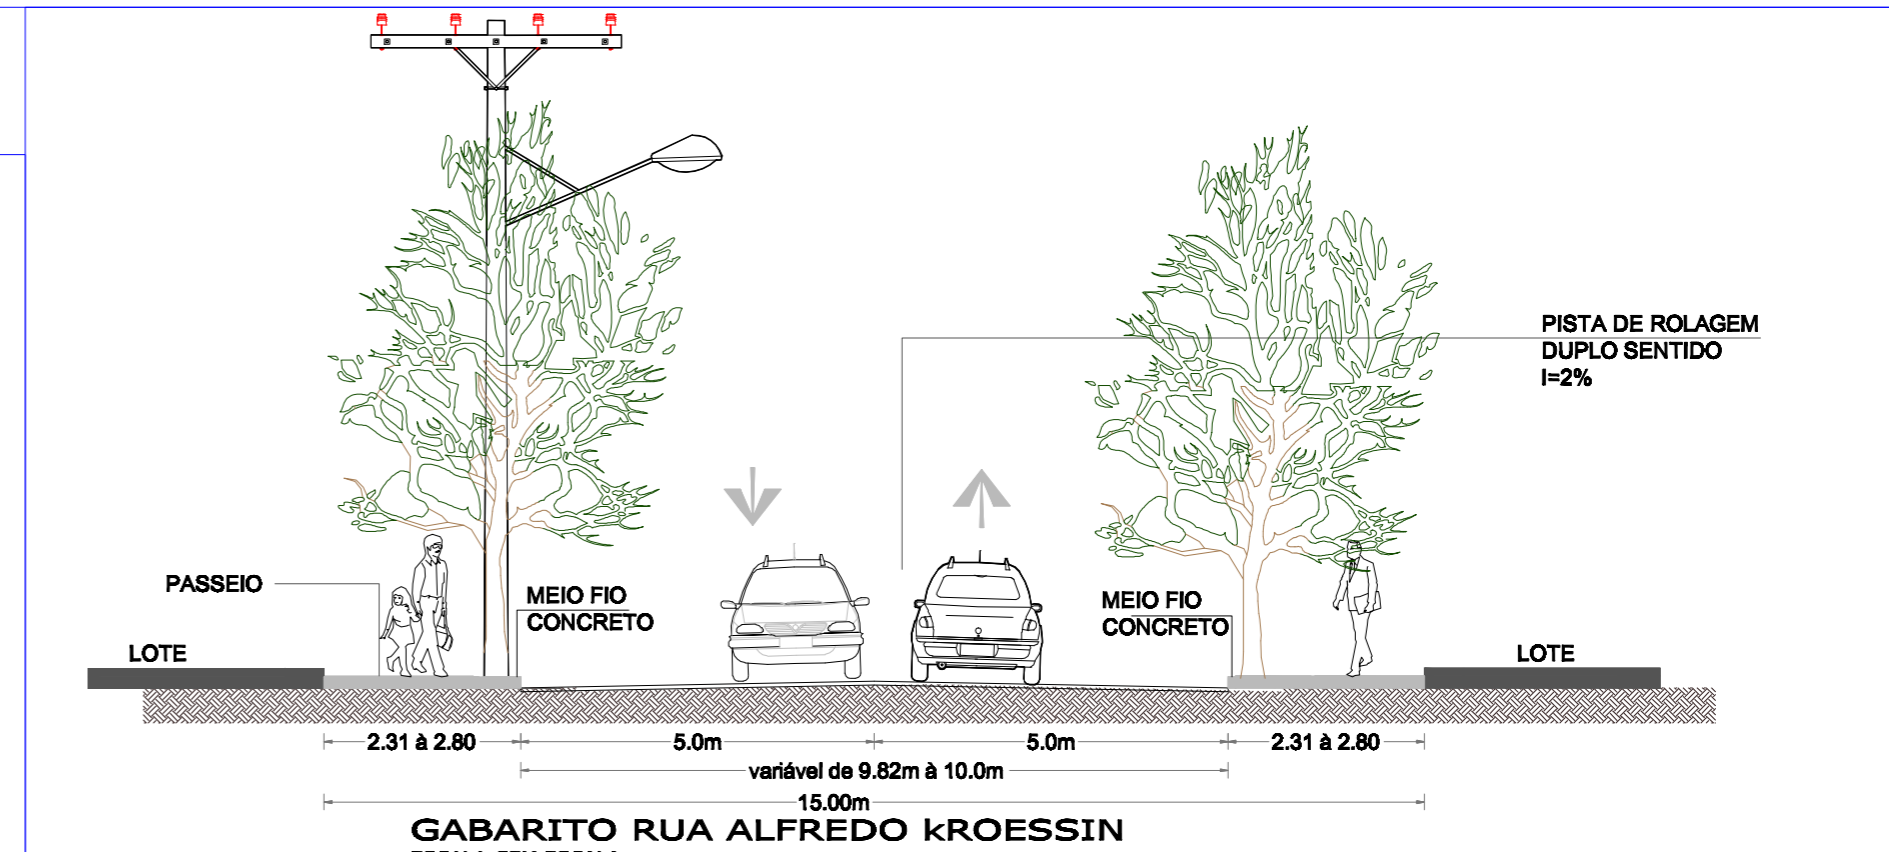 PISTA DE ROLAGEM
DUPLO SENTIDO
I=2%
PASSEIO
MEIO FIO
CONCRETO
MEIO FIO
CONCRETO
LOTE
LOTE
2.31 à 2.80
5.0m
5.0m
2.31 à 2.80
variável de 9.82m à 10.0m
15.00m
GABARITO RUA ALFREDO kROESSIN